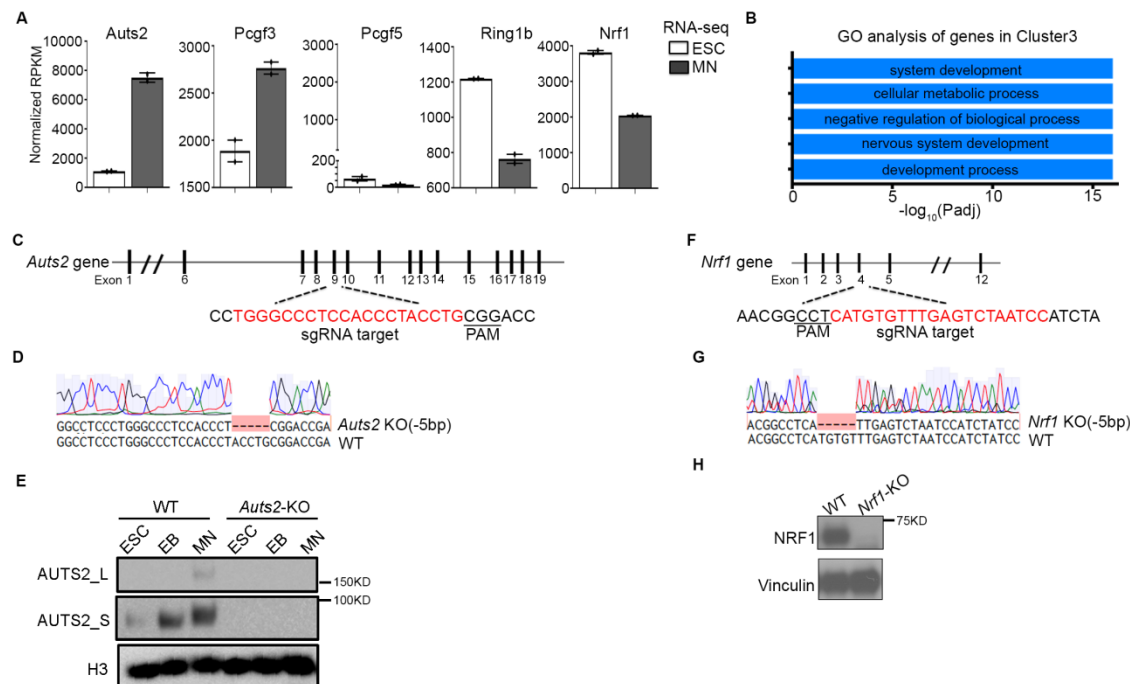 A
Auts2
Pcgf3
Pcgf5
Ring1b
Nrf1
RNA-seq
ESC
MN
Normalized RPKM
10000
8000
6000
4000
2000
0
3000
2500
2000
1500
2500
2000
1500
1000
200
0
1400
1200
1000
800
600
4000
3000
2000
1000
0
B
GO analysis of genes in Cluster3
system development
cellular metabolic process
negative regulation of biological process
nervous system development
development process
0 5 10 15
-log10(Padj)
C
Auts2 gene
Exon 1 6 7 8 9 10 11 12 13 14 15 16 17 18 19
CCTGGGCCCTCCACCCTACCTGCGGACC
sgRNA target PAM
D
GGCCTCCCTGGGCCCTCCACCCT-----CGGACCGA Auts2 KO(-5bp)
GGCCTCCCTGGGCCCTCCACCCTACCTGCGGACCGA WT
E
WT Auts2-KO
ESC EB MN ESC EB MN
AUTS2_L
150KD
100KD
AUTS2_S
H3
F
Nrf1 gene
Exon 1 2 3 4 5 12
AACGGCCTCATGTGTTTGAGTCTAATCCATCTA
PAM sgRNA target
G
ACGGCCTCA-----TTGAGTCTAATCCATCTATCC Nrf1 KO(-5bp)
ACGGCCTCATGTGTTTGAGTCTAATCCATCTATCC WT
H
WT Nrf1-KO
75KD
NRF1
Vinculin